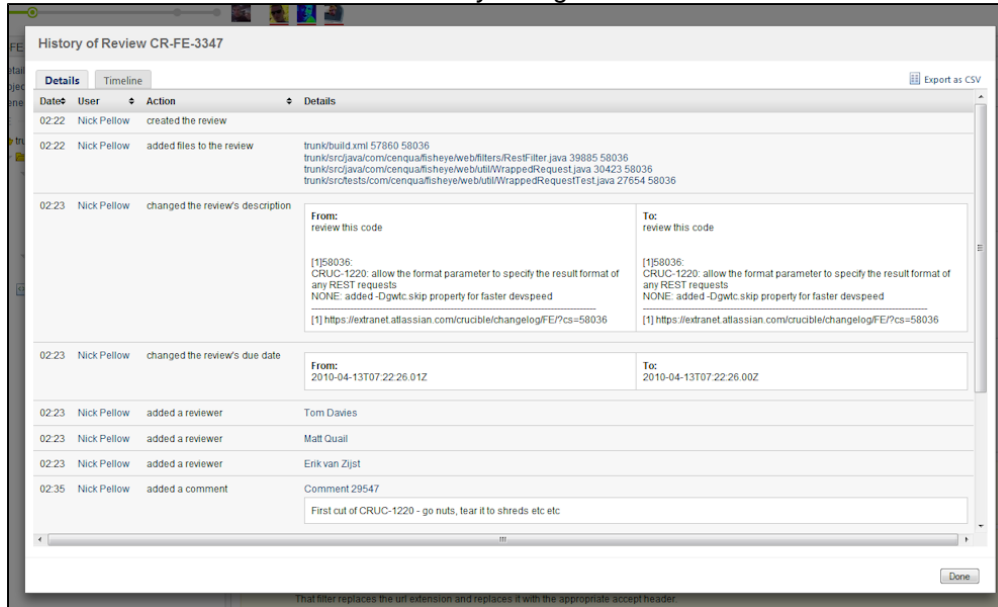 History of Review CR-FE-3347
Details Timeline Export as CSV
Date User Action Details
02:22 Nick Pellow created the review
02:22 Nick Pellow added files to the review trunk/build.xml 57860 58036
trunk/src/java/com/cenqua/fisheye/web/filters/RestFilter.java 39885 58036
trunk/src/java/com/cenqua/fisheye/web/util/WrappedRequest.java 30423 58036
trunk/src/tests/com/cenqua/fisheye/web/util/WrappedRequestTest.java 27654 58036
02:23 Nick Pellow changed the review's description
From:
review this code
[1]58036:
CRUC-1220: allow the format parameter to specify the result format of
any REST requests
NONE: added -Dgwtc.skip property for faster devspeed
[1] https://extranet.atlassian.com/crucible/changelog/FE/?cs=58036
To:
review this code
[1]58036:
CRUC-1220: allow the format parameter to specify the result format of
any REST requests
NONE: added -Dgwtc.skip property for faster devspeed
[1] https://extranet.atlassian.com/crucible/changelog/FE/?cs=58036
02:23 Nick Pellow changed the review's due date
From:
2010-04-13T07:22:26.01Z
To:
2010-04-13T07:22:26.00Z
02:23 Nick Pellow added a reviewer Tom Davies
02:23 Nick Pellow added a reviewer Matt Quail
02:23 Nick Pellow added a reviewer Erik van Zijst
02:35 Nick Pellow added a comment Comment 29547
First cut of CRUC-1220 - go nuts, tear it to shreds etc etc
Done
That filter replaces the url extension and replaces it with the appropriate accept header.